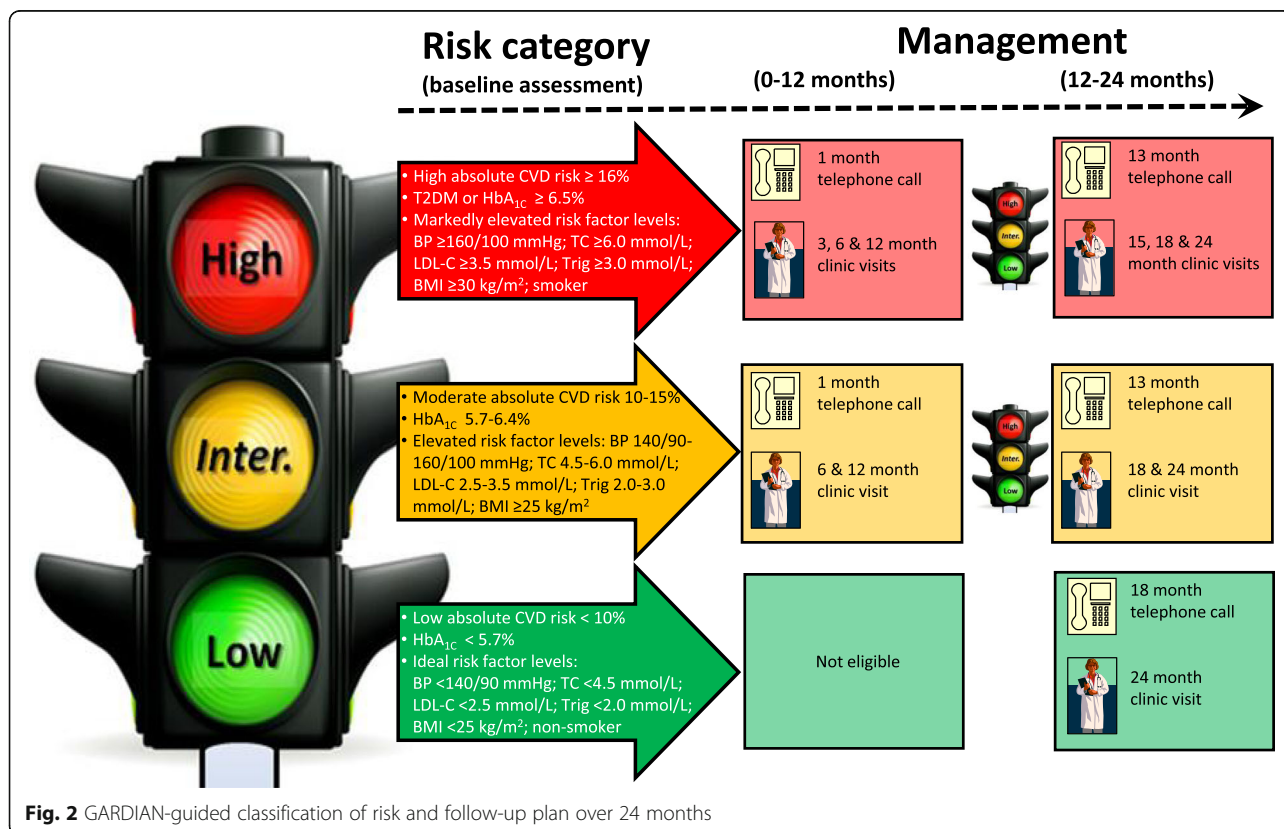 Risk category
(baseline assessment)
Management
(0-12 months)
(12-24 months)
High
• High absolute CVD risk ≥ 16%
• T2DM or HbA1C ≥ 6.5%
• Markedly elevated risk factor levels:
BP ≥160/100 mmHg; TC ≥6.0 mmol/L;
LDL-C ≥3.5 mmol/L; Trig ≥3.0 mmol/L;
BMI ≥30 kg/m²; smoker
1 month
telephone call
3, 6 & 12 month
clinic visits
High
Inter.
Low
13 month
telephone call
15, 18 & 24
month clinic visits
Inter.
• Moderate absolute CVD risk 10-15%
• HbA1C 5.7-6.4%
• Elevated risk factor levels: BP 140/90-
160/100 mmHg; TC 4.5-6.0 mmol/L;
LDL-C 2.5-3.5 mmol/L; Trig 2.0-3.0
mmol/L; BMI ≥25 kg/m²
1 month
telephone call
6 & 12 month
clinic visit
High
Inter.
Low
13 month
telephone call
18 & 24 month
clinic visit
Low
• Low absolute CVD risk < 10%
• HbA1C < 5.7%
• Ideal risk factor levels:
BP <140/90 mmHg; TC <4.5 mmol/L;
LDL-C <2.5 mmol/L; Trig <2.0 mmol/L;
BMI <25 kg/m²; non-smoker
Not eligible
18 month
telephone call
24 month
clinic visit
Fig. 2 GARDIAN-guided classification of risk and follow-up plan over 24 months